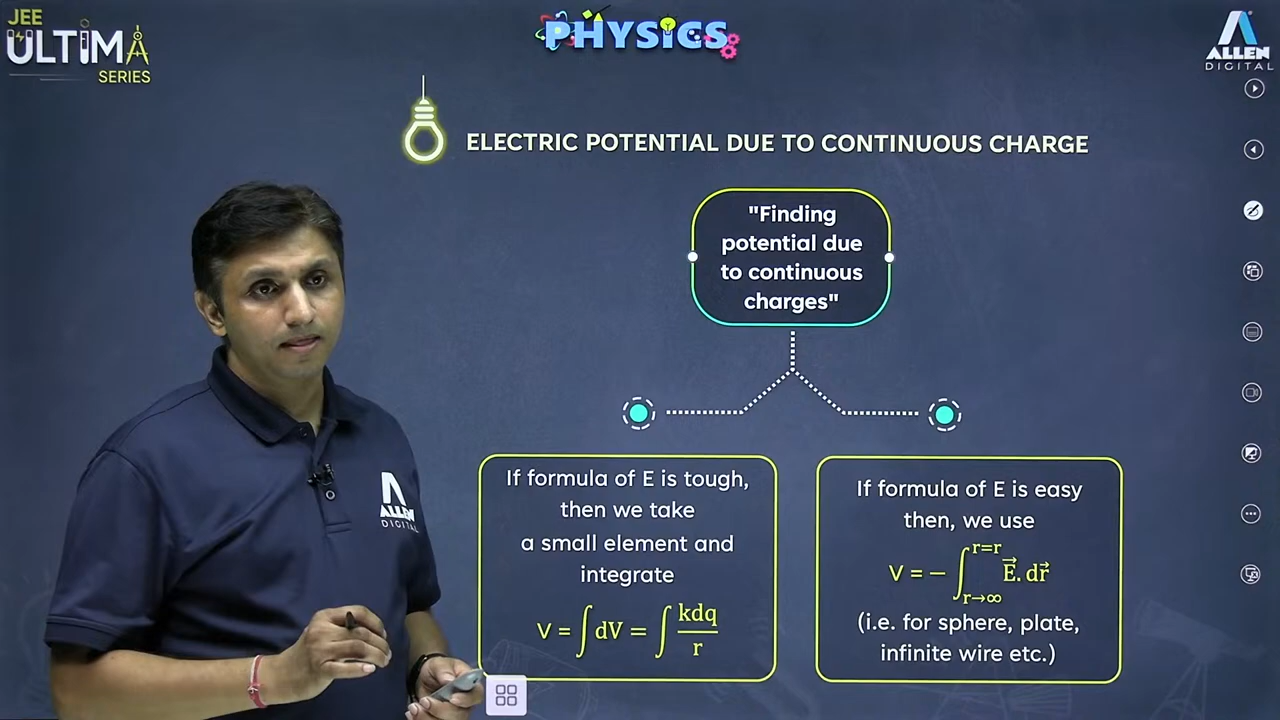 JEE
ULTIMA
SERIES
PHYSICS
ALLEN
DIGITAL
ELECTRIC POTENTIAL DUE TO CONTINUOUS CHARGE
"Finding
potential due
to continuous
charges"
If formula of E is tough,
then we take
a small element and
integrate
V = ∫ dV = ∫ kdq/r
If formula of E is easy
then, we use
V = − ∫_{r→∞}^{r=r} E⃗. dr⃗
(i.e. for sphere, plate,
infinite wire etc.)
ALLEN
DIGITAL